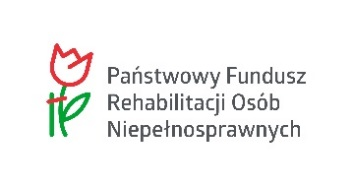 Państwowy Fundusz
Rehabilitacji Osób
Niepełnosprawnych